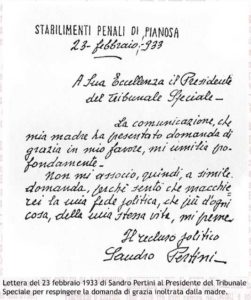 STABILIMENTI PENALI DI PIANOSA
23 febbraio 1933
A Sua Eccellenza il Presidente
del Tribunale Speciale -
La comunicazione, che
mia madre ha presentato domanda di
grazia in mio favore, mi umilia pro-
fondamente.
Non mi associo, quindi, a simile
domanda, perché sento che macchie-
rei la mia fede politica, che più d'ogni
cosa, della mia stessa vita, mi preme.
Il recluso politico
Sandro Pertini
Lettera del 23 febbraio 1933 di Sandro Pertini al Presidente del Tribunale
Speciale per respingere la domanda di grazia inoltrata dalla madre.